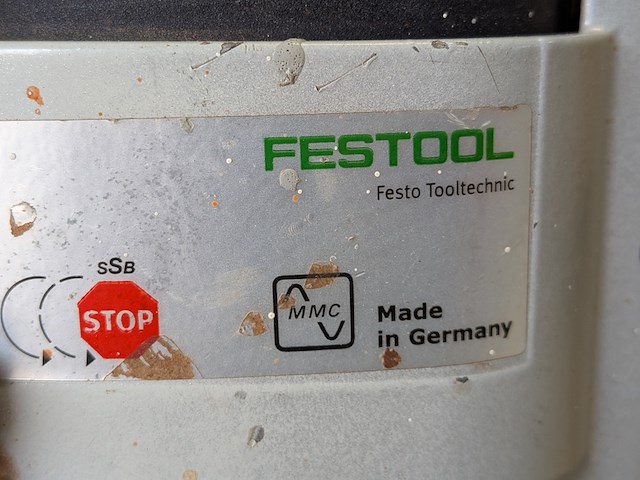 FESTOOL
Festo Tooltechnic
sSB
STOP
MMC
Made
in Germany